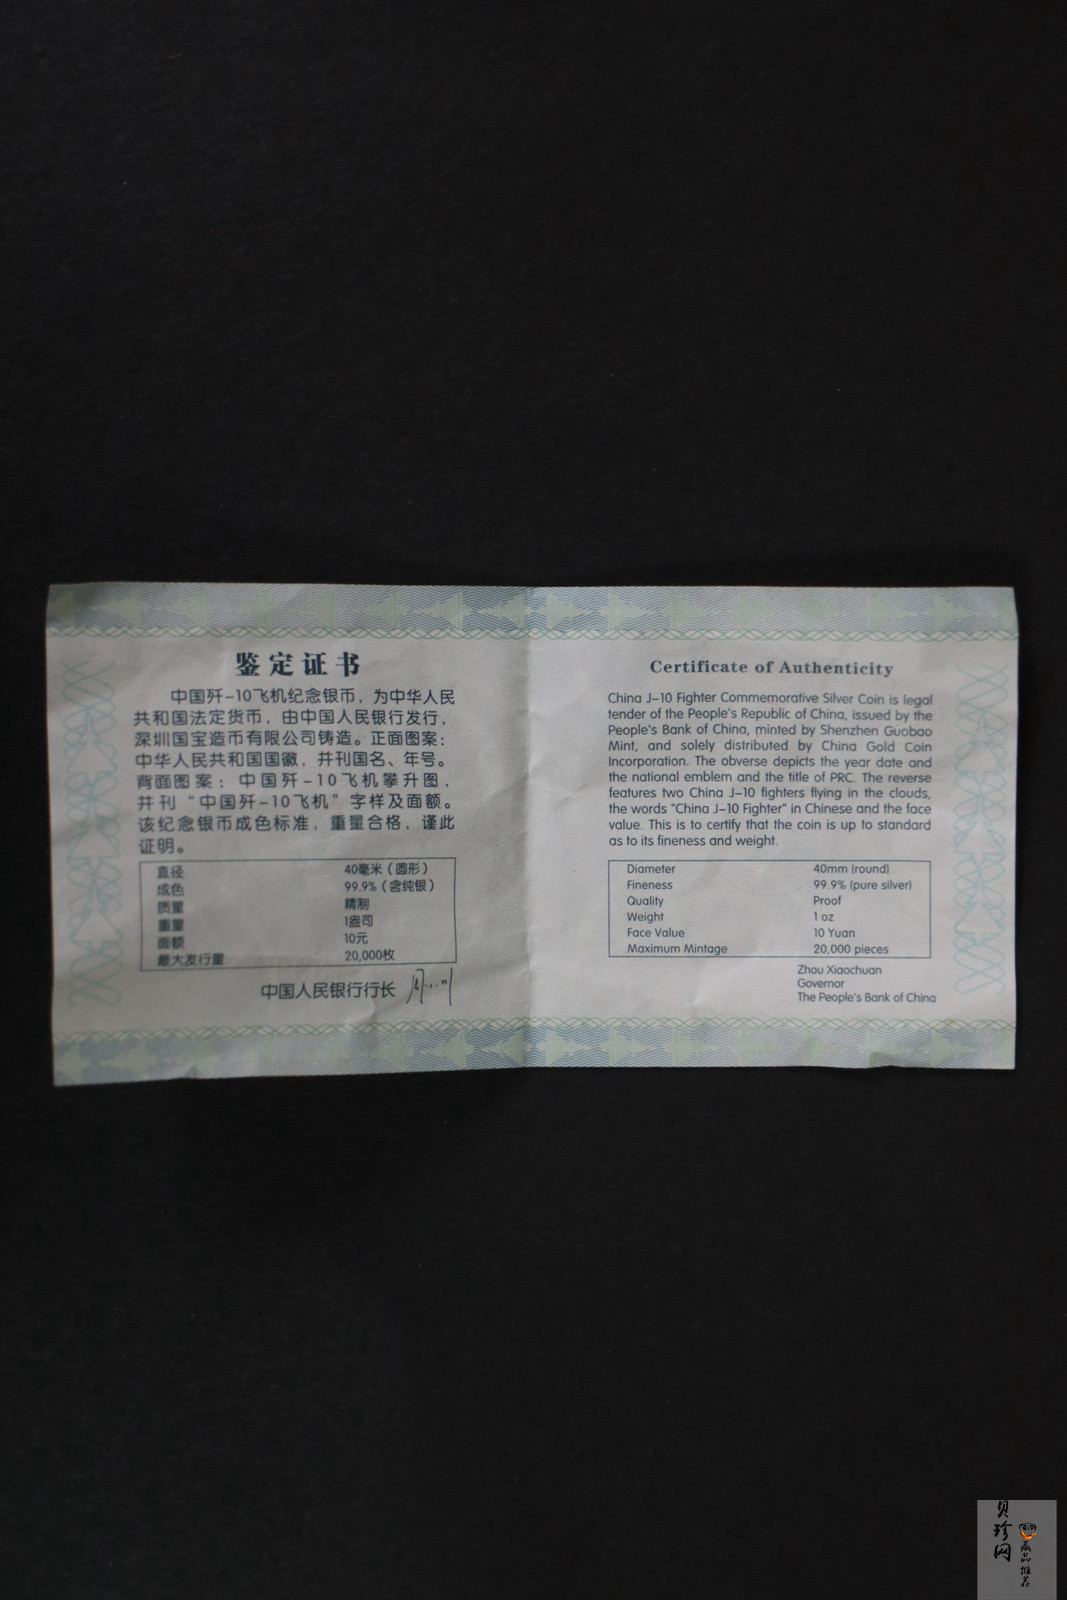 鉴定证书
中国歼-10飞机纪念银币，为中华人民
共和国法定货币，由中国人民银行发行，
深圳国宝造币有限公司铸造。正面图案：
中华人民共和国国徽，并刊国名、年号。
背面图案：中国歼-10飞机攀升图，
并刊“中国歼-10飞机”字样及面额。
该纪念银币成色标准，重量合格，谨此
证明。
直径 40毫米（圆形）
成色 99.9%（含纯银）
质量 精制
重量 1盎司
面额 10元
最大发行量 20,000枚
中国人民银行行长
Certificate of Authenticity
China J-10 Fighter Commemorative Silver Coin is legal
tender of the People's Republic of China, issued by the
People's Bank of China, minted by Shenzhen Guobao
Mint, and solely distributed by China Gold Coin
Incorporation. The obverse depicts the year date and
the national emblem and the title of PRC. The reverse
features two China J-10 fighters flying in the clouds,
the words "China J-10 Fighter" in Chinese and the face
value. This is to certify that the coin is up to standard
as to its fineness and weight.
Diameter 40mm (round)
Fineness 99.9% (pure silver)
Quality Proof
Weight 1 oz
Face Value 10 Yuan
Maximum Mintage 20,000 pieces
Zhou Xiaochuan
Governor
The People's Bank of China
贝珍网
藏品推荐